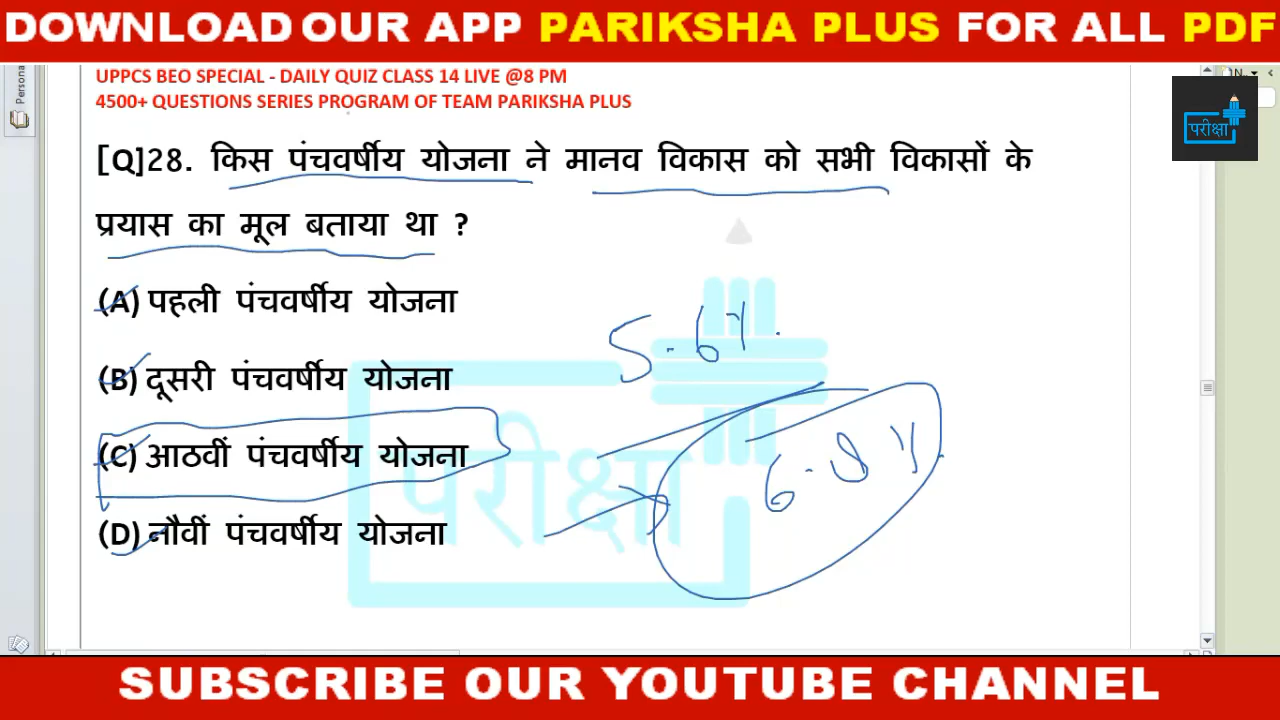 DOWNLOAD OUR APP PARIKSHA PLUS FOR ALL PDF
Persona
UPPCS BEO SPECIAL - DAILY QUIZ CLASS 14 LIVE @8 PM
4500+ QUESTIONS SERIES PROGRAM OF TEAM PARIKSHA PLUS
परीक्षा
[Q]28. किस पंचवर्षीय योजना ने मानव विकास को सभी विकासों के
प्रयास का मूल बताया था ?
(A) पहली पंचवर्षीय योजना
5.6%.
(B) दूसरी पंचवर्षीय योजना
(C) आठवीं पंचवर्षीय योजना
(D) नौवीं पंचवर्षीय योजना
परीक्षा
SUBSCRIBE OUR YOUTUBE CHANNEL